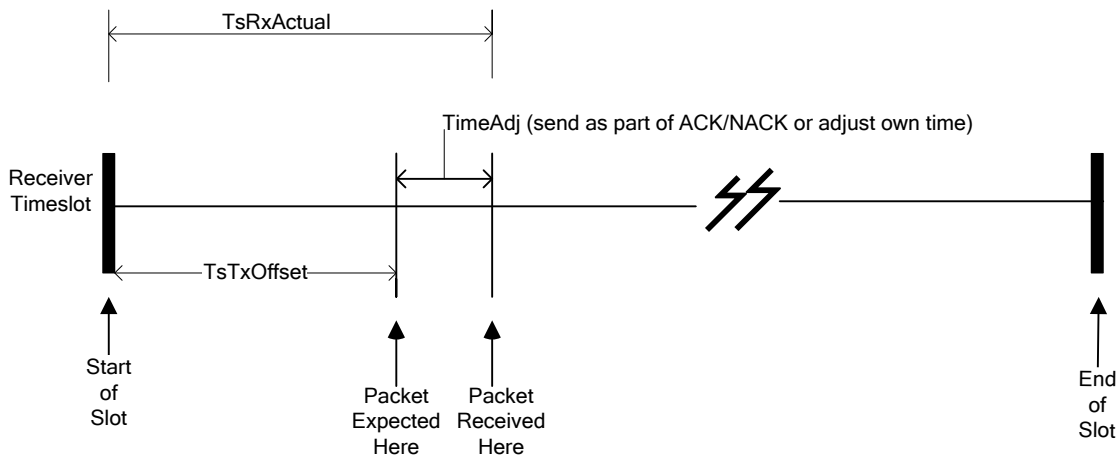 TsRxActual
TimeAdj (send as part of ACK/NACK or adjust own time)
Receiver
Timeslot
TsTxOffset
Start
of
Slot
Packet
Expected
Here
Packet
Received
Here
End
of
Slot